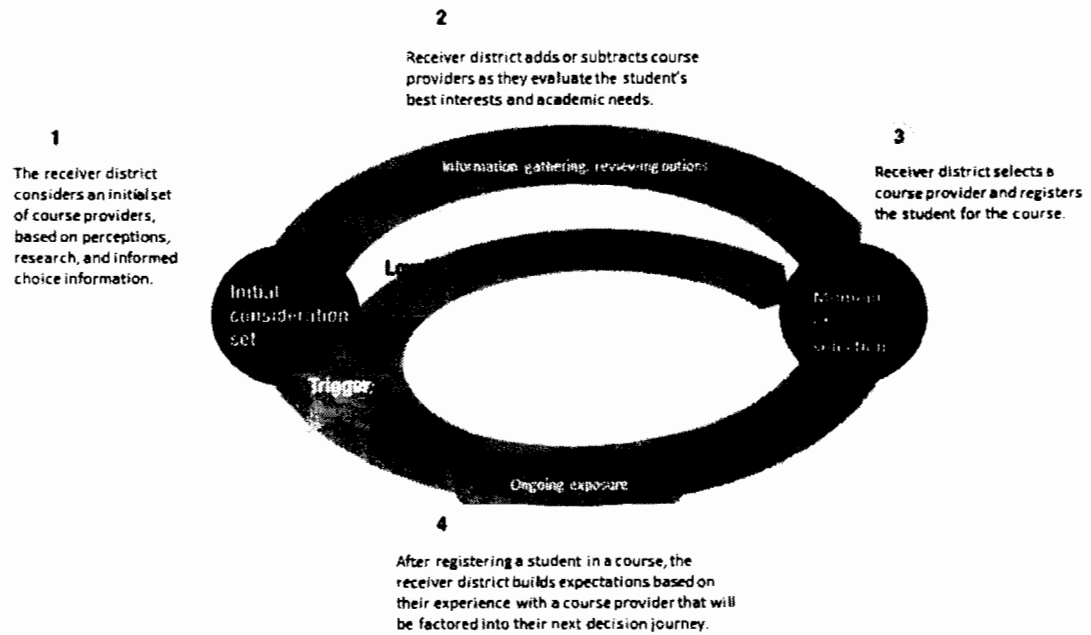 2
Receiver district adds or subtracts course
providers as they evaluate the student's
best interests and academic needs.
1
The receiver district
considers an initial set
of course providers,
based on perceptions,
research, and informed
choice information.
3
Receiver district selects a
course provider and registers
the student for the course.
Information gathering, reviewing options
Initial
consideration
set
Moment
of
selection
Trigger
Ongoing exposure
4
After registering a student in a course, the
receiver district builds expectations based on
their experience with a course provider that will
be factored into their next decision journey.